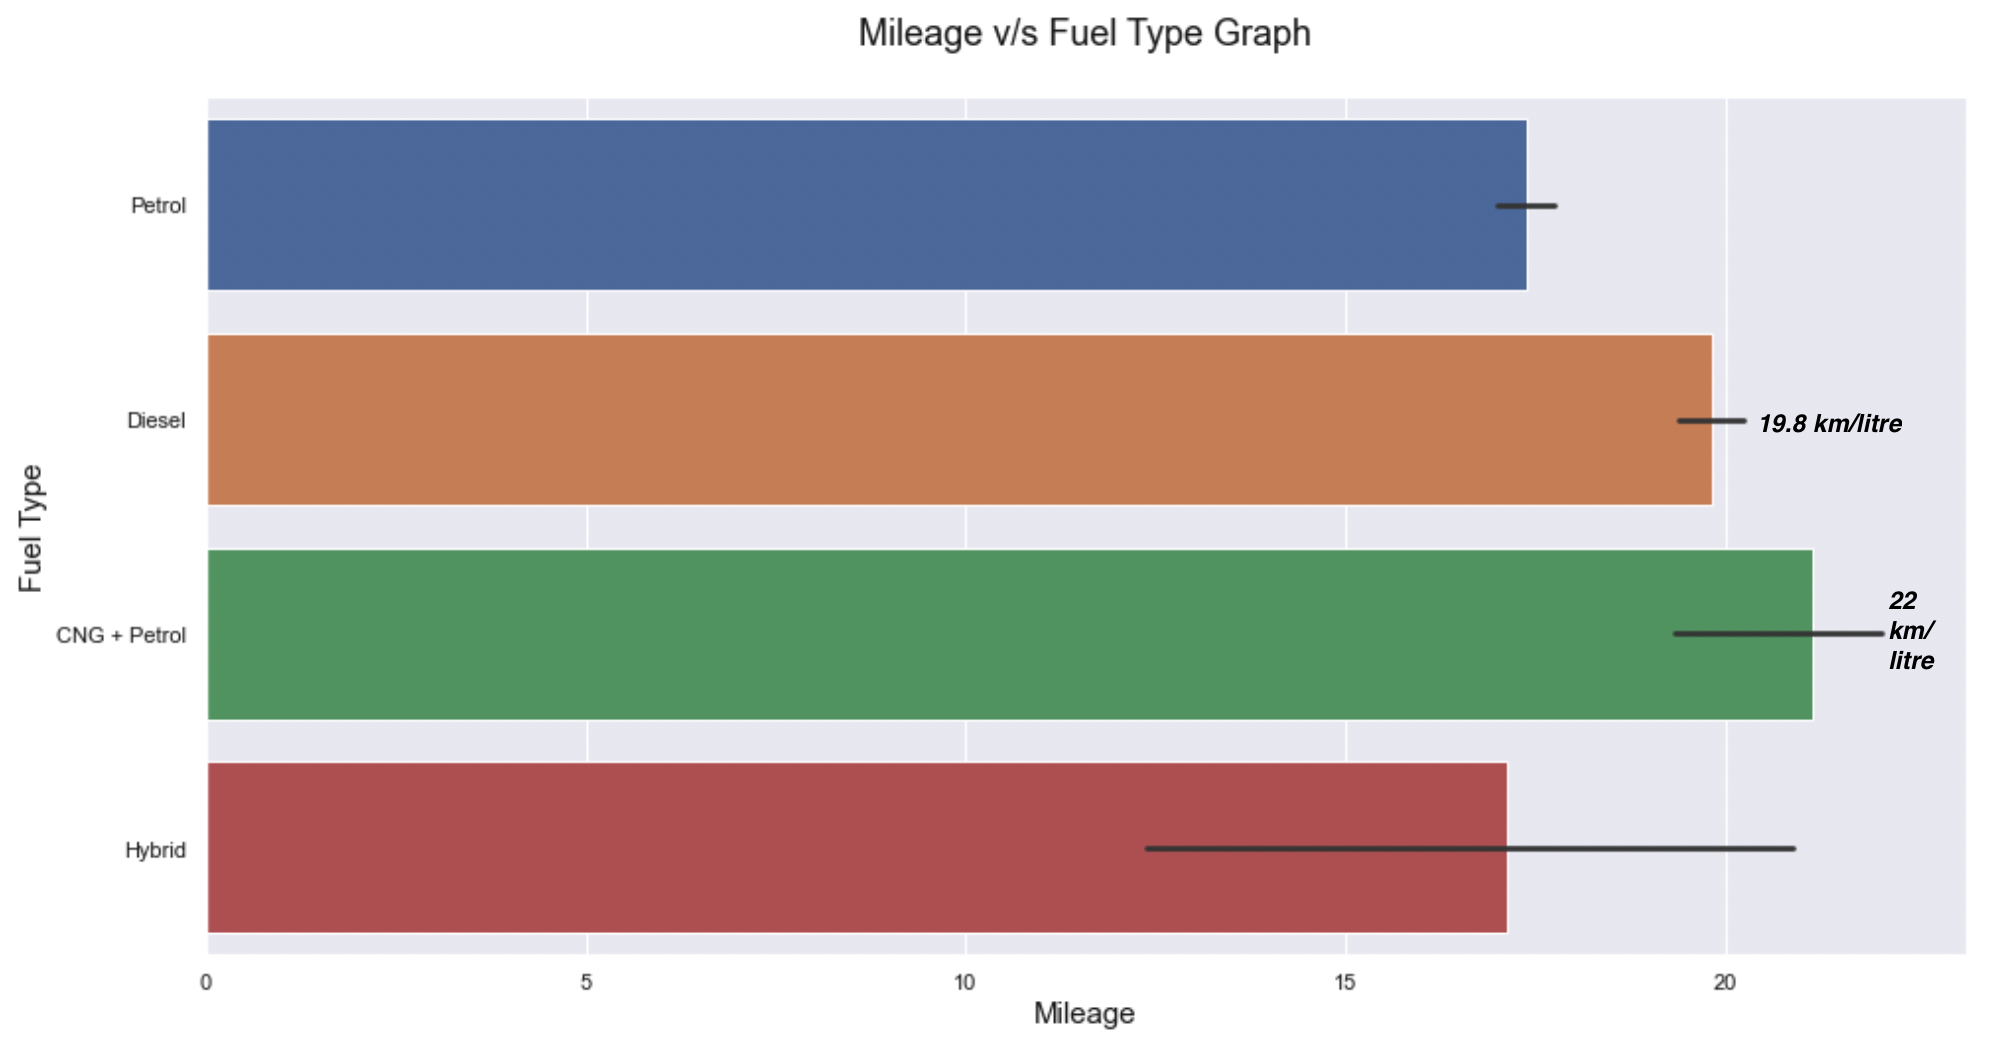 Mileage v/s Fuel Type Graph
Petrol
Diesel
19.8 km/litre
CNG + Petrol
22
km/
litre
Hybrid
Fuel Type
0 5 10 15 20
Mileage